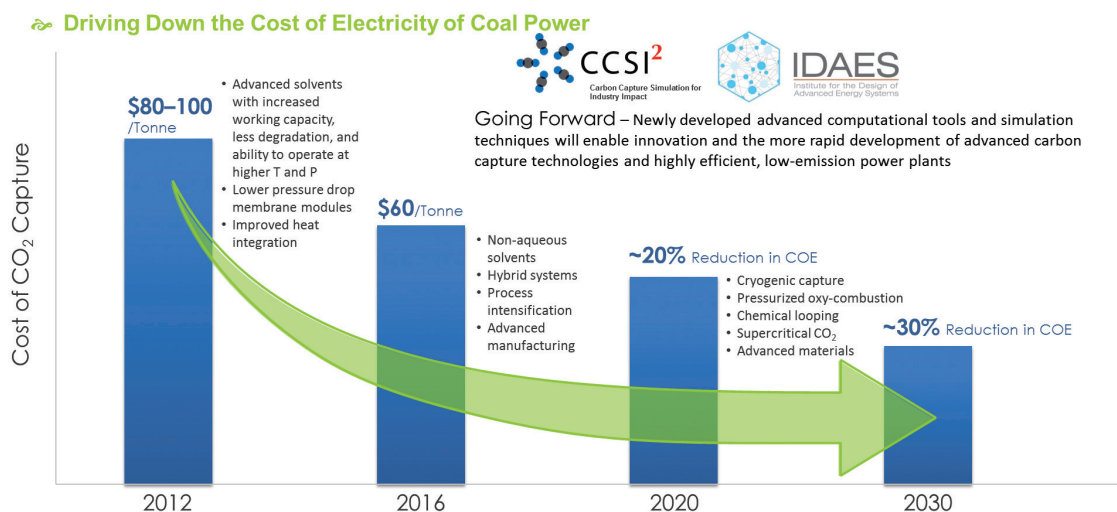 Driving Down the Cost of Electricity of Coal Power
CCSI²
Carbon Capture Simulation for
Industry Impact
IDAES
Institute for the Design of
Advanced Energy Systems
Going Forward – Newly developed advanced computational tools and simulation
techniques will enable innovation and the more rapid development of advanced carbon
capture technologies and highly efficient, low-emission power plants
Cost of CO₂ Capture
$80–100
/Tonne
• Advanced solvents
with increased
working capacity,
less degradation, and
ability to operate at
higher T and P
• Lower pressure drop
membrane modules
• Improved heat
integration
$60/Tonne
• Non-aqueous
solvents
• Hybrid systems
• Process
intensification
• Advanced
manufacturing
~20% Reduction in COE
• Cryogenic capture
• Pressurized oxy-combustion
• Chemical looping
• Supercritical CO₂
• Advanced materials
~30% Reduction in COE
2012
2016
2020
2030